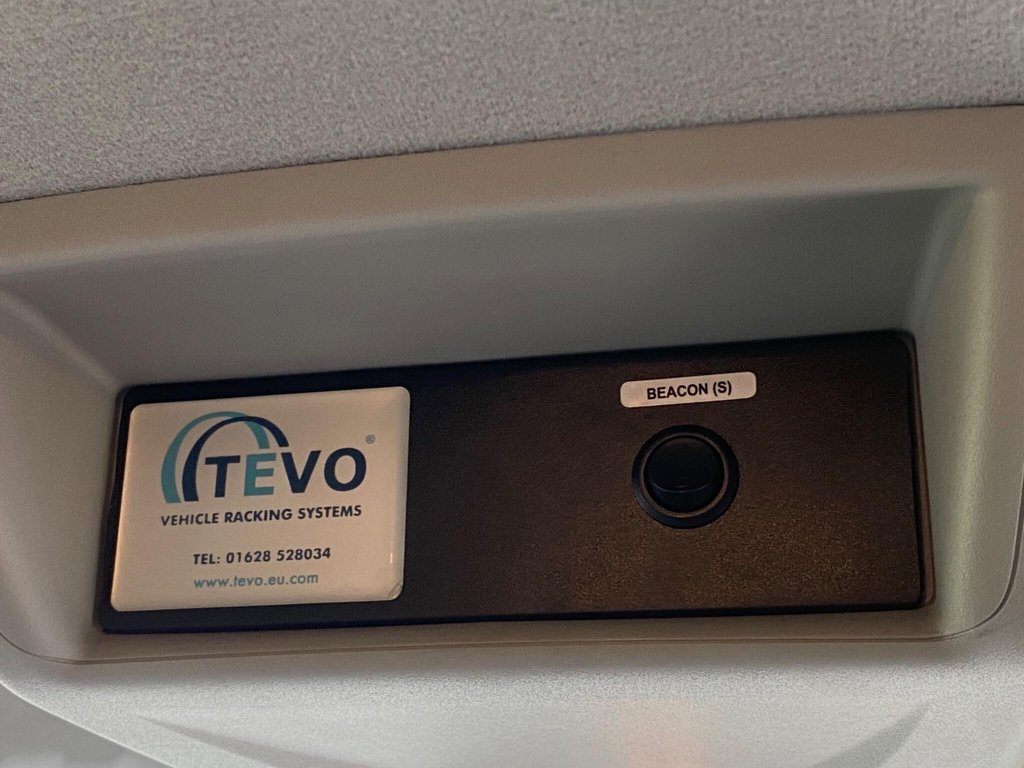 TEVO®
VEHICLE RACKING SYSTEMS
TEL: 01628 528034
www.tevo.eu.com
BEACON (S)